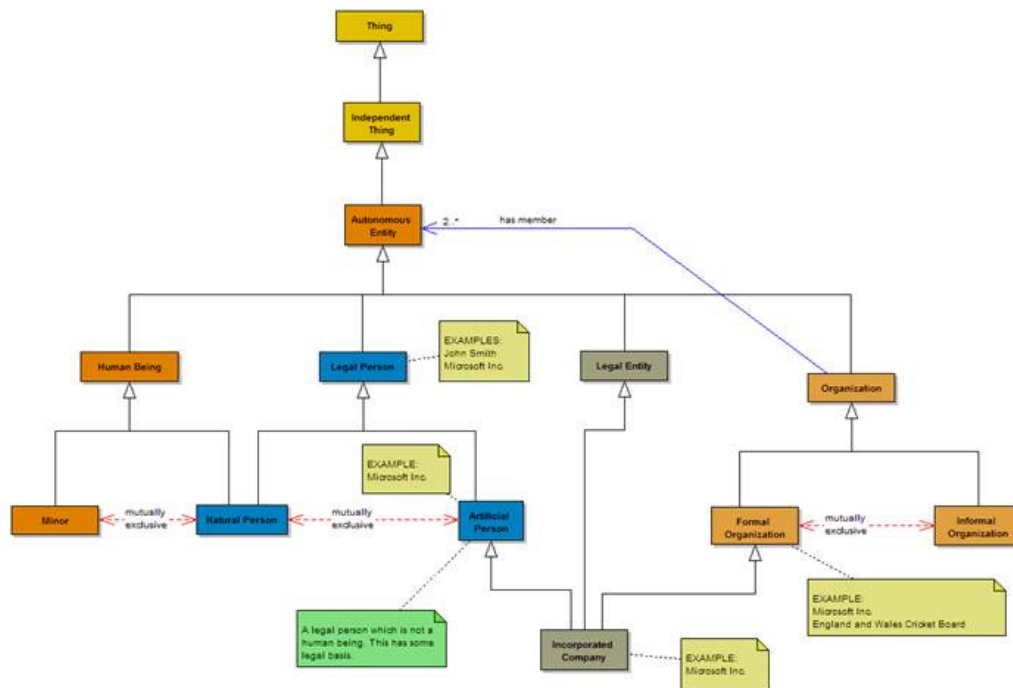 Thing
Independent
Thing
Autonomous
Entity
2..*
has member
Human Being
Legal Person
EXAMPLES:
John Smith
Microsoft Inc.
Legal Entity
Organization
EXAMPLE:
Microsoft Inc.
Minor
mutually
exclusive
Natural Person
mutually
exclusive
Artificial
Person
Formal
Organization
mutually
exclusive
Informal
Organization
A legal person which is not a
human being. This has some
legal basis.
Incorporated
Company
EXAMPLE:
Microsoft Inc.
EXAMPLE:
Microsoft Inc.
England and Wales Cricket Board